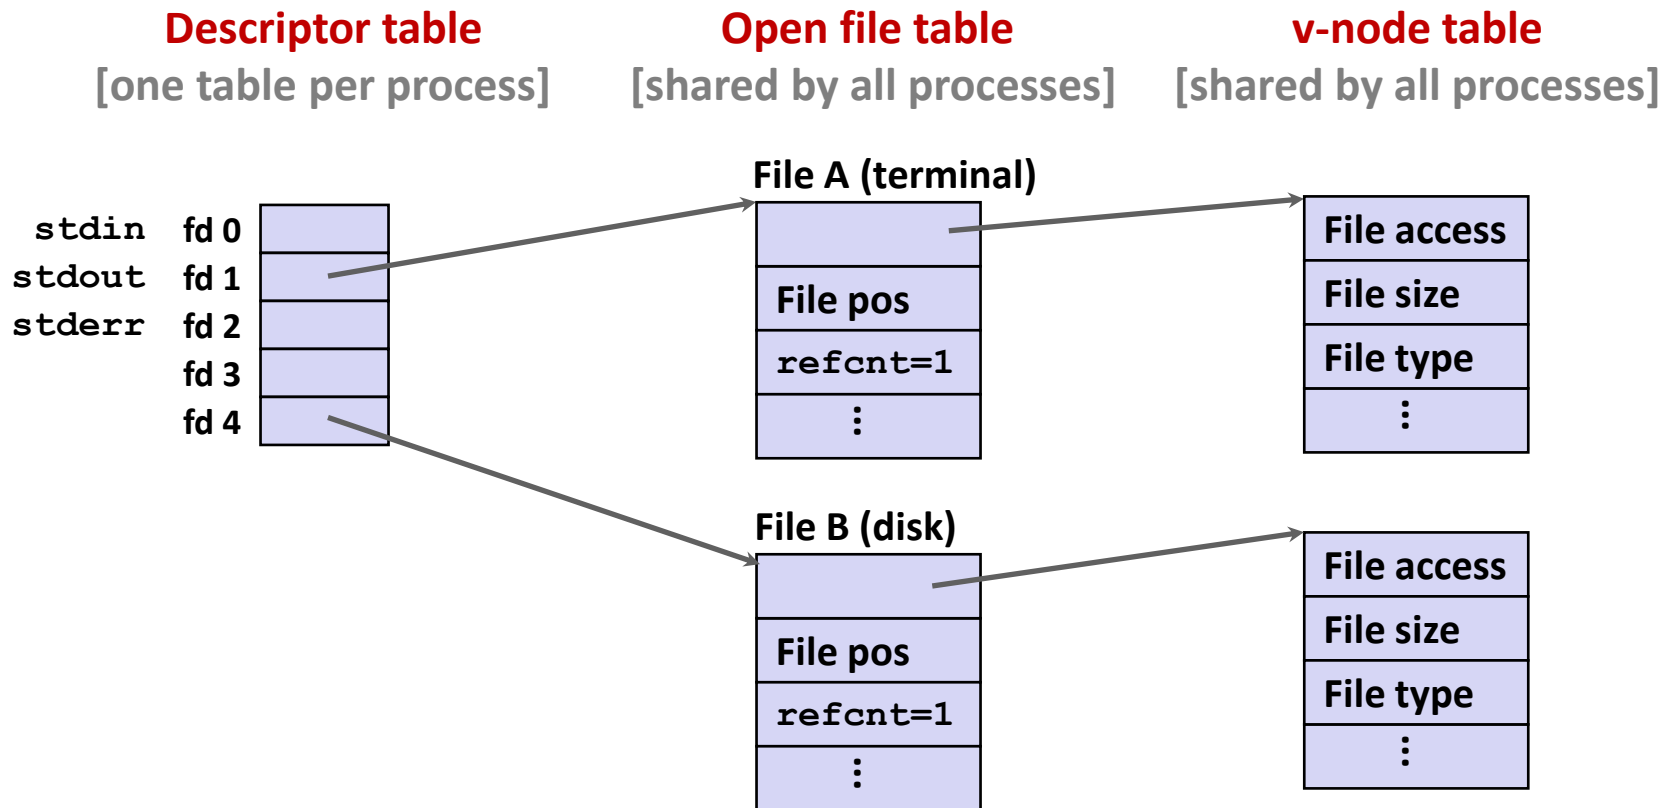 Descriptor table
[one table per process]
Open file table
[shared by all processes]
v-node table
[shared by all processes]
stdin fd 0
stdout fd 1
stderr fd 2
fd 3
fd 4
File A (terminal)
File pos
refcnt=1
⋮
File access
File size
File type
⋮
File B (disk)
File pos
refcnt=1
⋮
File access
File size
File type
⋮